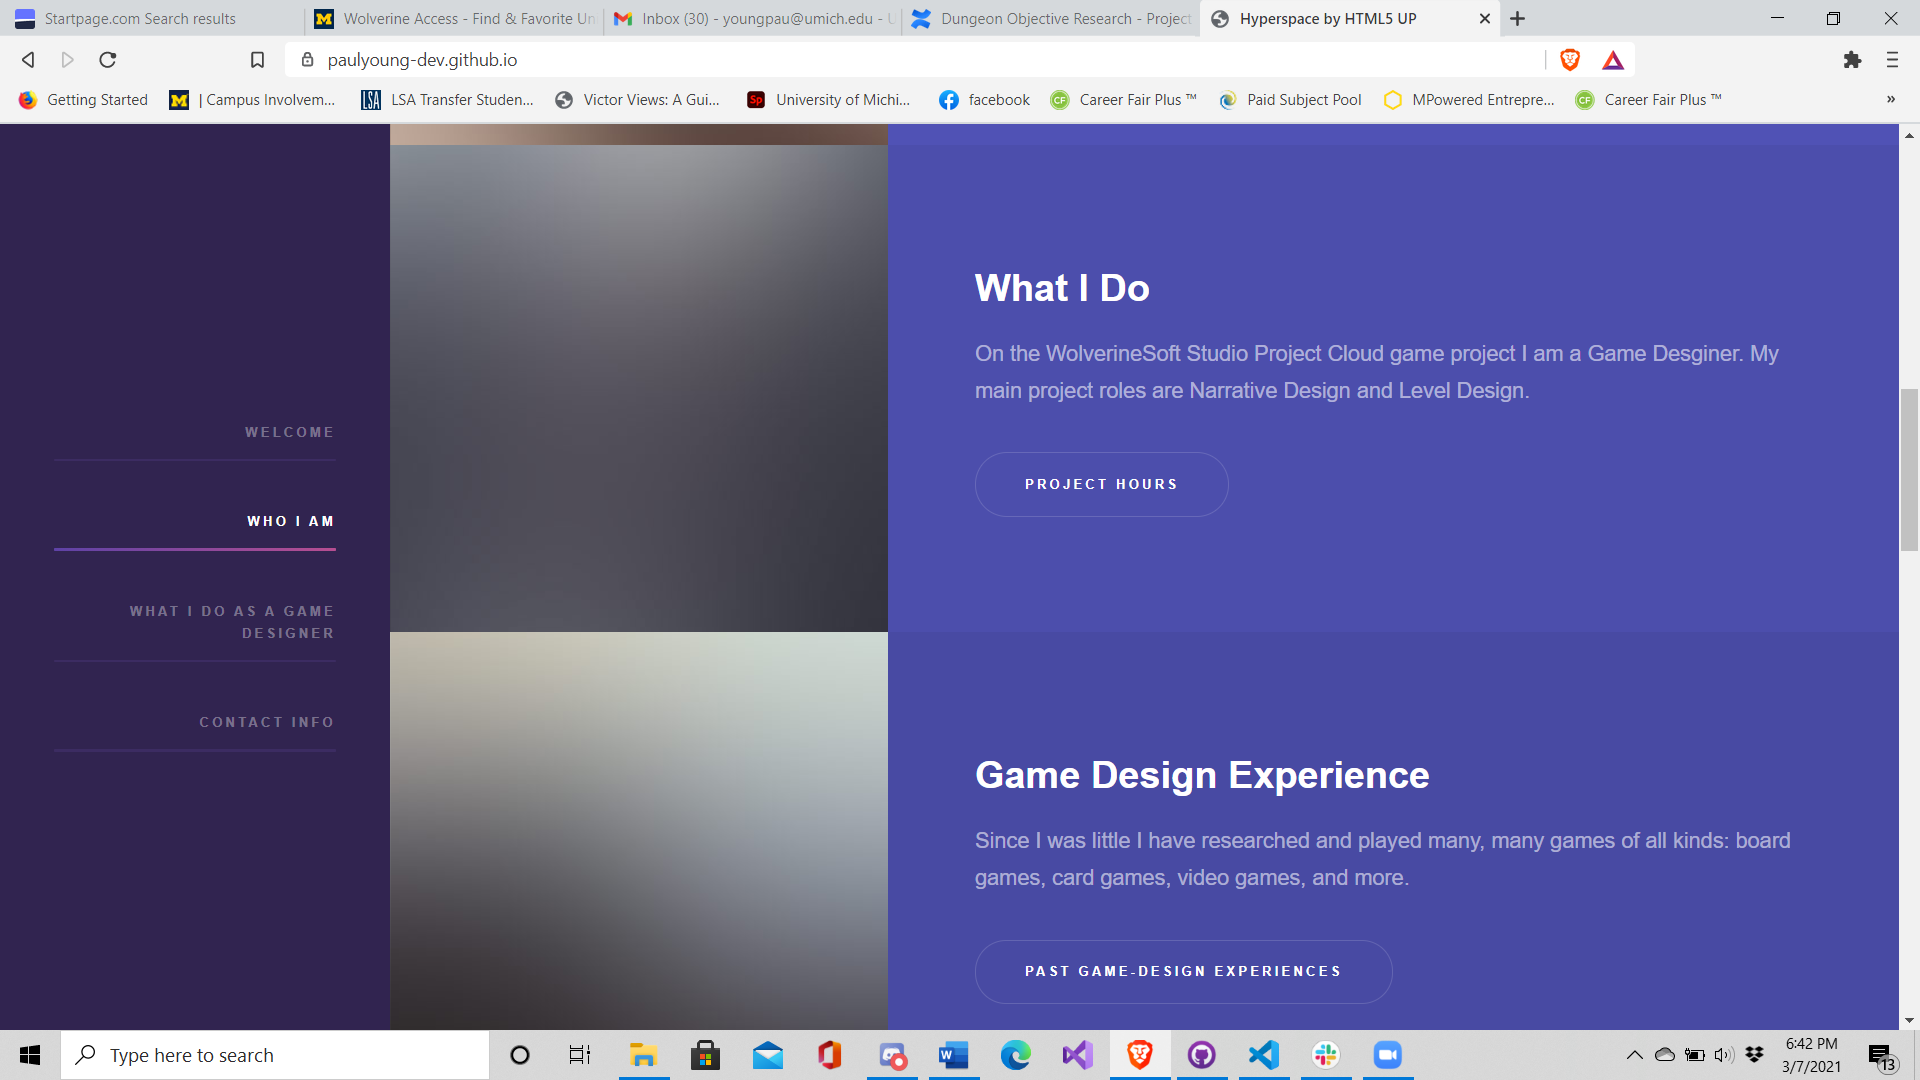 Startpage.com Search results
Wolverine Access - Find & Favorite Un
Inbox (30) - youngpau@umich.edu - U
Dungeon Objective Research - Project
Hyperspace by HTML5 UP
paulyoung-dev.github.io
Getting Started
| Campus Involvem...
LSA
LSA Transfer Studen...
Victor Views: A Gui...
Sp
University of Michi...
facebook
CF
Career Fair Plus ™
Paid Subject Pool
MPowered Entrepre...
CF
Career Fair Plus ™
»
WELCOME
WHO I AM
WHAT I DO AS A GAME
DESIGNER
CONTACT INFO
What I Do
On the WolverineSoft Studio Project Cloud game project I am a Game Desginer. My
main project roles are Narrative Design and Level Design.
PROJECT HOURS
Game Design Experience
Since I was little I have researched and played many, many games of all kinds: board
games, card games, video games, and more.
PAST GAME-DESIGN EXPERIENCES
Type here to search
6:42 PM
3/7/2021
13